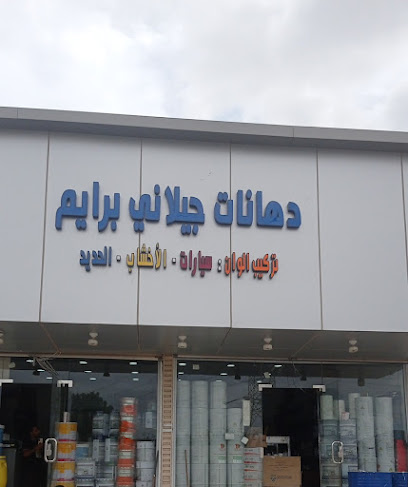 دهانات جيلاني برايم
تركيب الوان : سيارات - الأخشاب - الحديد